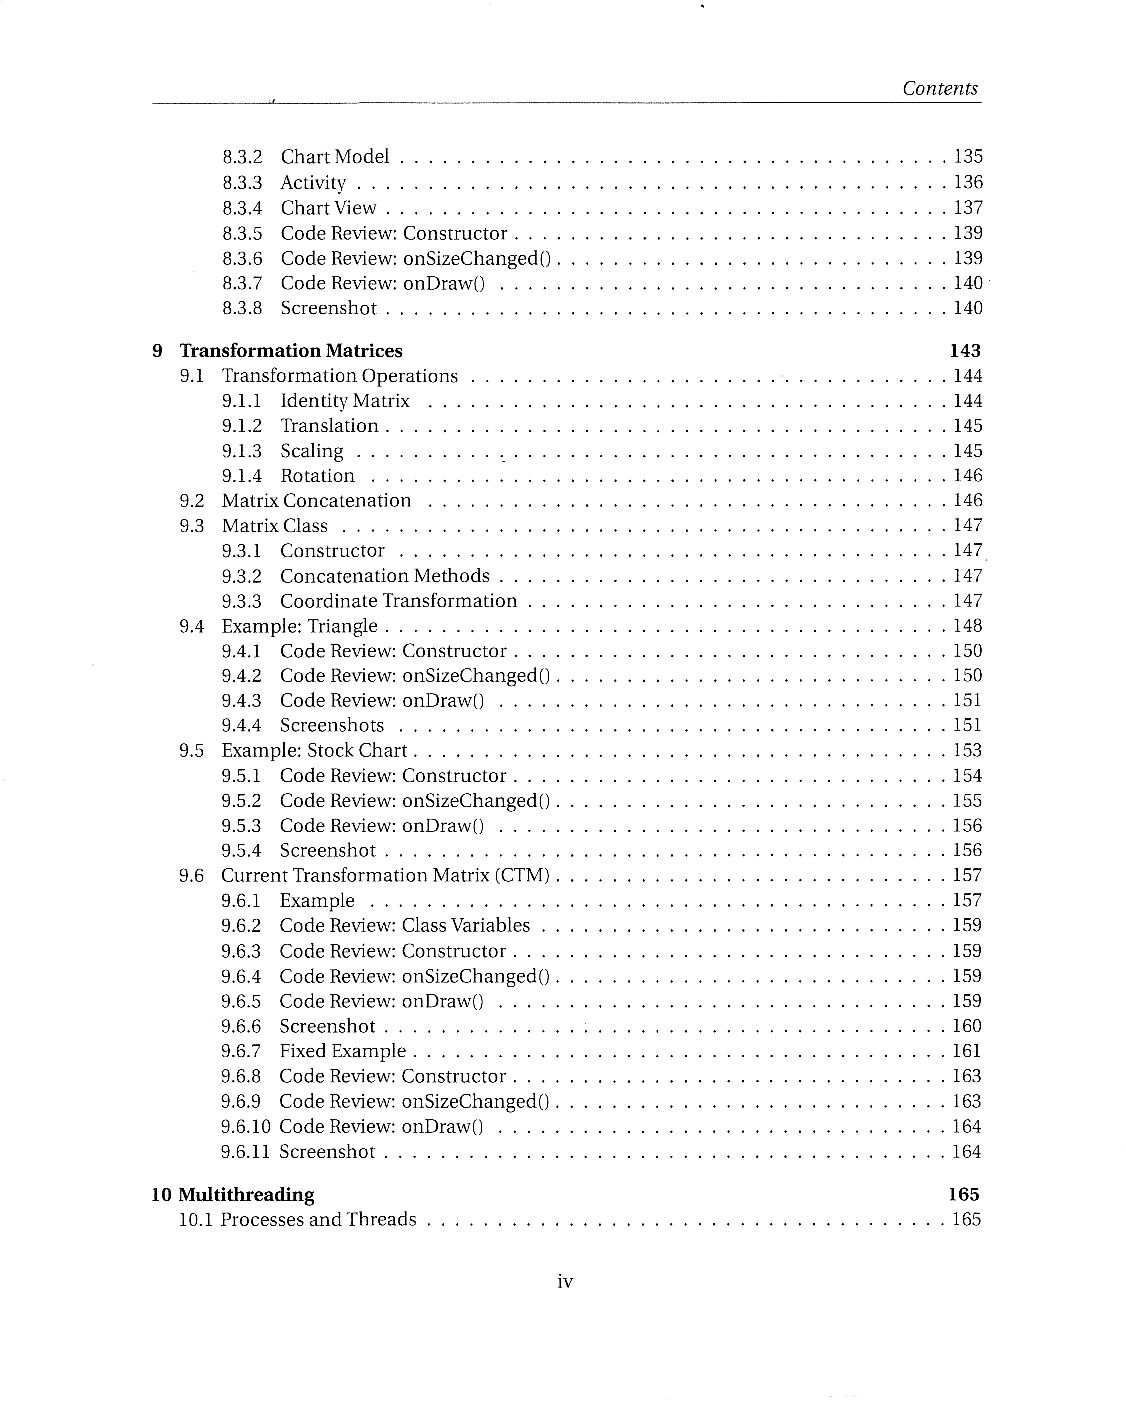 Contents
8.3.2 Chart Model . . . . . . . . . . . . . . . . . . . . . . . . . . . . . . . . . . . . . . . 135
8.3.3 Activity . . . . . . . . . . . . . . . . . . . . . . . . . . . . . . . . . . . . . . . . . . 136
8.3.4 Chart View . . . . . . . . . . . . . . . . . . . . . . . . . . . . . . . . . . . . . . . . 137
8.3.5 Code Review: Constructor . . . . . . . . . . . . . . . . . . . . . . . . . . . . . . . 139
8.3.6 Code Review: onSizeChanged() . . . . . . . . . . . . . . . . . . . . . . . . . . . . 139
8.3.7 Code Review: onDraw() . . . . . . . . . . . . . . . . . . . . . . . . . . . . . . . . 140
8.3.8 Screenshot . . . . . . . . . . . . . . . . . . . . . . . . . . . . . . . . . . . . . . . . 140
9 Transformation Matrices 143
9.1 Transformation Operations . . . . . . . . . . . . . . . . . . . . . . . . . . . . . . . . . . 144
9.1.1 Identity Matrix . . . . . . . . . . . . . . . . . . . . . . . . . . . . . . . . . . . . . 144
9.1.2 Translation . . . . . . . . . . . . . . . . . . . . . . . . . . . . . . . . . . . . . . . . 145
9.1.3 Scaling . . . . . . . . . . . . . . . . . . . . . . . . . . . . . . . . . . . . . . . . . . 145
9.1.4 Rotation . . . . . . . . . . . . . . . . . . . . . . . . . . . . . . . . . . . . . . . . . 146
9.2 Matrix Concatenation . . . . . . . . . . . . . . . . . . . . . . . . . . . . . . . . . . . . . 146
9.3 Matrix Class . . . . . . . . . . . . . . . . . . . . . . . . . . . . . . . . . . . . . . . . . . . 147
9.3.1 Constructor . . . . . . . . . . . . . . . . . . . . . . . . . . . . . . . . . . . . . . . 147
9.3.2 Concatenation Methods . . . . . . . . . . . . . . . . . . . . . . . . . . . . . . . . 147
9.3.3 Coordinate Transformation . . . . . . . . . . . . . . . . . . . . . . . . . . . . . . 147
9.4 Example: Triangle . . . . . . . . . . . . . . . . . . . . . . . . . . . . . . . . . . . . . . . . 148
9.4.1 Code Review: Constructor . . . . . . . . . . . . . . . . . . . . . . . . . . . . . . . 150
9.4.2 Code Review: onSizeChanged() . . . . . . . . . . . . . . . . . . . . . . . . . . . . 150
9.4.3 Code Review: onDraw() . . . . . . . . . . . . . . . . . . . . . . . . . . . . . . . . 151
9.4.4 Screenshots . . . . . . . . . . . . . . . . . . . . . . . . . . . . . . . . . . . . . . . 151
9.5 Example: Stock Chart . . . . . . . . . . . . . . . . . . . . . . . . . . . . . . . . . . . . . . 153
9.5.1 Code Review: Constructor . . . . . . . . . . . . . . . . . . . . . . . . . . . . . . . 154
9.5.2 Code Review: onSizeChanged() . . . . . . . . . . . . . . . . . . . . . . . . . . . . 155
9.5.3 Code Review: onDraw() . . . . . . . . . . . . . . . . . . . . . . . . . . . . . . . . 156
9.5.4 Screenshot . . . . . . . . . . . . . . . . . . . . . . . . . . . . . . . . . . . . . . . . 156
9.6 Current Transformation Matrix (CTM) . . . . . . . . . . . . . . . . . . . . . . . . . . . . 157
9.6.1 Example . . . . . . . . . . . . . . . . . . . . . . . . . . . . . . . . . . . . . . . . . 157
9.6.2 Code Review: Class Variables . . . . . . . . . . . . . . . . . . . . . . . . . . . . . 159
9.6.3 Code Review: Constructor . . . . . . . . . . . . . . . . . . . . . . . . . . . . . . . 159
9.6.4 Code Review: onSizeChanged() . . . . . . . . . . . . . . . . . . . . . . . . . . . . 159
9.6.5 Code Review: onDraw() . . . . . . . . . . . . . . . . . . . . . . . . . . . . . . . . 159
9.6.6 Screenshot . . . . . . . . . . . . . . . . . . . . . . . . . . . . . . . . . . . . . . . . 160
9.6.7 Fixed Example . . . . . . . . . . . . . . . . . . . . . . . . . . . . . . . . . . . . . . 161
9.6.8 Code Review: Constructor . . . . . . . . . . . . . . . . . . . . . . . . . . . . . . . 163
9.6.9 Code Review: onSizeChanged() . . . . . . . . . . . . . . . . . . . . . . . . . . . . 163
9.6.10 Code Review: onDraw() . . . . . . . . . . . . . . . . . . . . . . . . . . . . . . . . 164
9.6.11 Screenshot . . . . . . . . . . . . . . . . . . . . . . . . . . . . . . . . . . . . . . . . 164
10 Multithreading 165
10.1 Processes and Threads . . . . . . . . . . . . . . . . . . . . . . . . . . . . . . . . . . . . . 165
iv